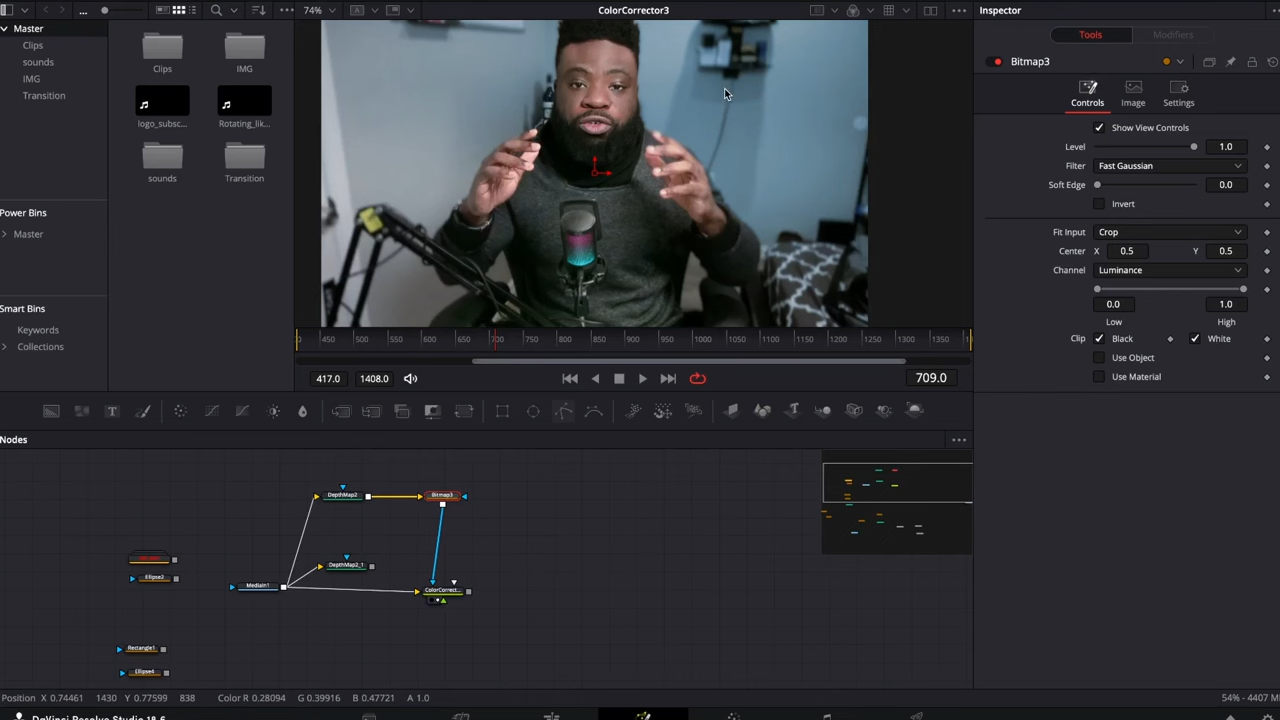 74%
ColorCorrector3
Inspector
Master
Clips
sounds
IMG
Transition
Clips
IMG
logo_subsc...
Rotating_lik...
sounds
Transition
Power Bins
Master
Smart Bins
Keywords
Collections
Tools
Modifiers
Bitmap3
Controls
Image
Settings
Show View Controls
Level 1.0
Filter Fast Gaussian
Soft Edge 0.0
Invert
Fit Input Crop
Center X 0.5 Y 0.5
Channel Luminance
0.0 1.0
Low High
Clip Black White
Use Object
Use Material
450 500 550 600 650 700 750 800 850 900 950 1000 1050 1100 1150 1200 1250 1300 1350
417.0 1408.0 709.0
Nodes
DepthMap2
Bitmap3
DepthMap2_1
Ellipse2
MediaIn1
ColorCorrect...
Rectangle1
Ellipse4
Position X 0.74461 1430 Y 0.77599 838 Color R 0.28094 G 0.39916 B 0.47721 A 1.0
54% - 4407 M
DaVinci Resolve Studio 18.6